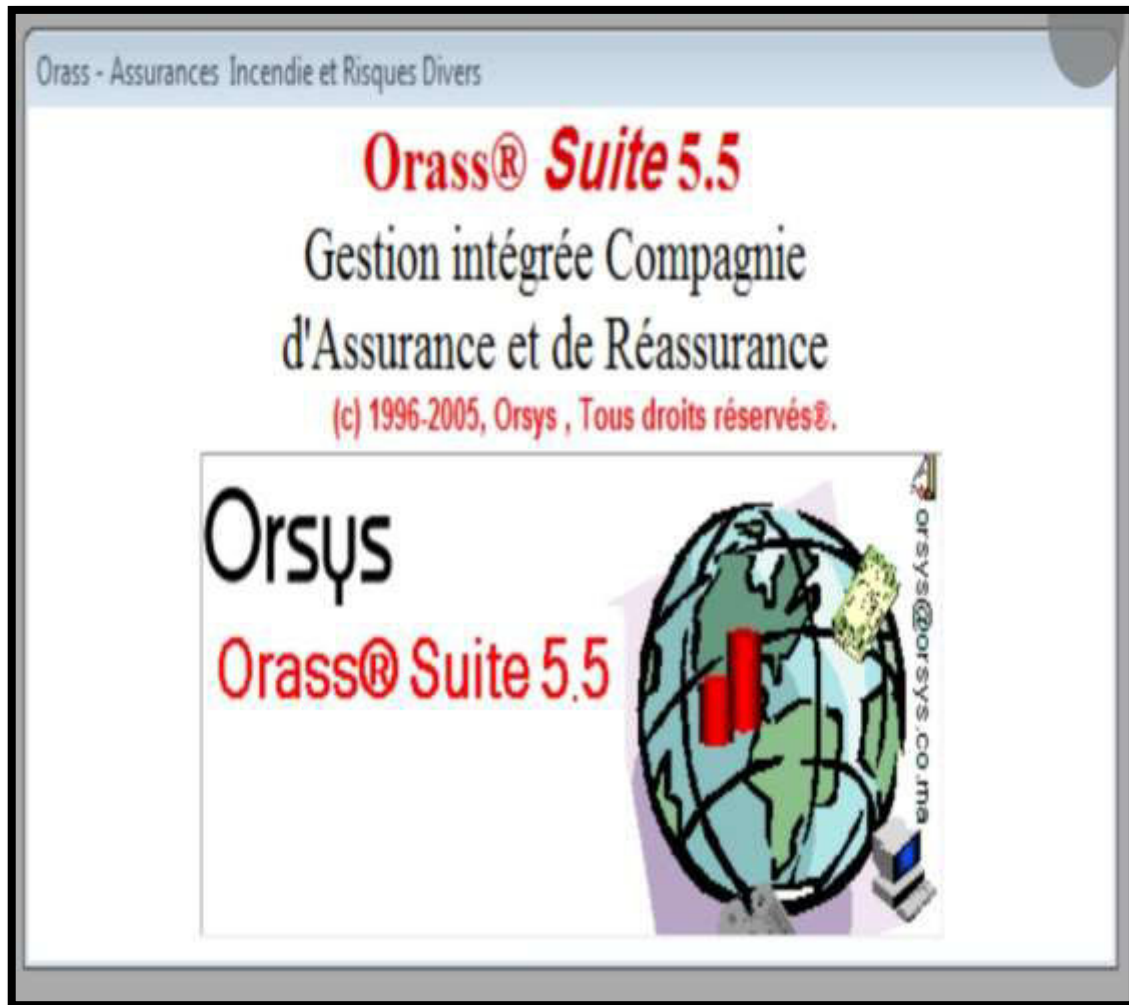 Orass - Assurances Incendie et Risques Divers
Orass® Suite 5.5
Gestion intégrée Compagnie
d'Assurance et de Réassurance
(c) 1996-2005, Orsys , Tous droits réservés®.
Orsys
Orass® Suite 5.5
orsys@orsys.co.ma